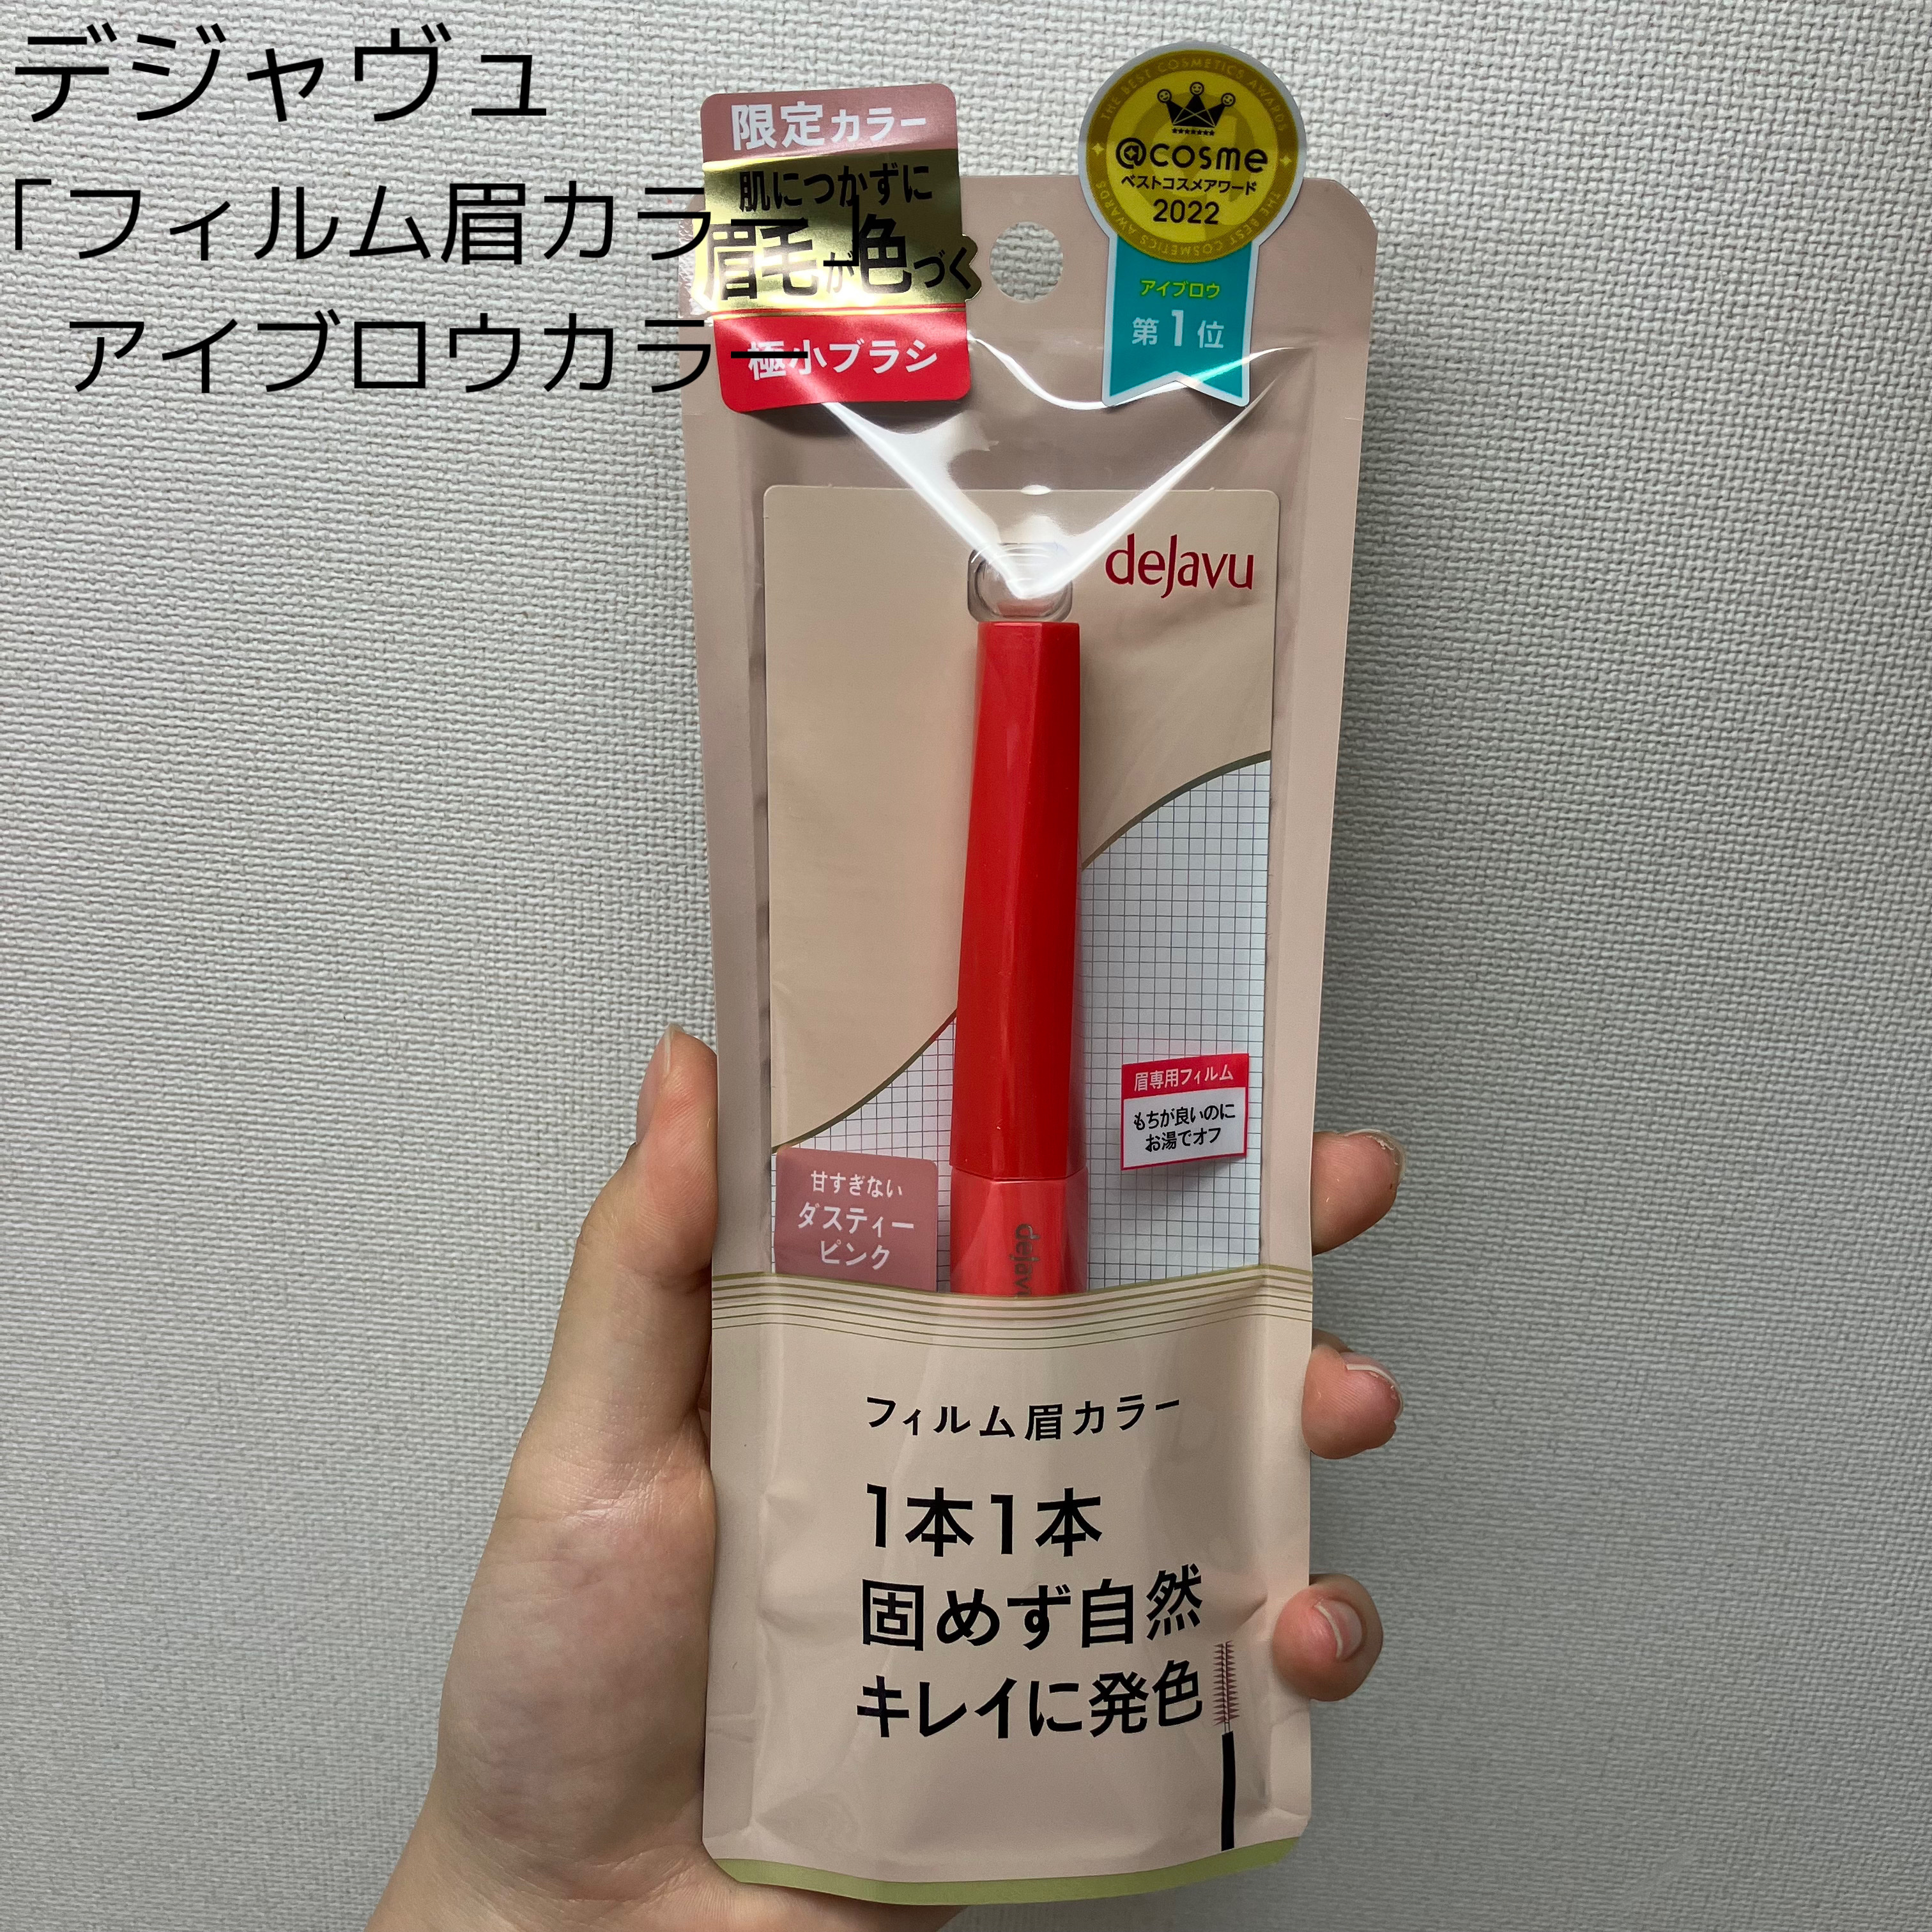 デジャヴュ
「フィルム眉カラー」
アイブロウカラー
限定カラー
肌につかずに
眉毛が色づく
極小ブラシ
THE BEST COSMETICS AWARDS
@cosme
ベストコスメアワード
2022
THE BEST COSMETICS AWARDS
アイブロウ
第1位
dejavu
眉専用フィルム
もちが良いのに
お湯でオフ
甘すぎない
ダスティー
ピンク
dejavu
フィルム眉カラー
1本1本
固めず自然
キレイに発色